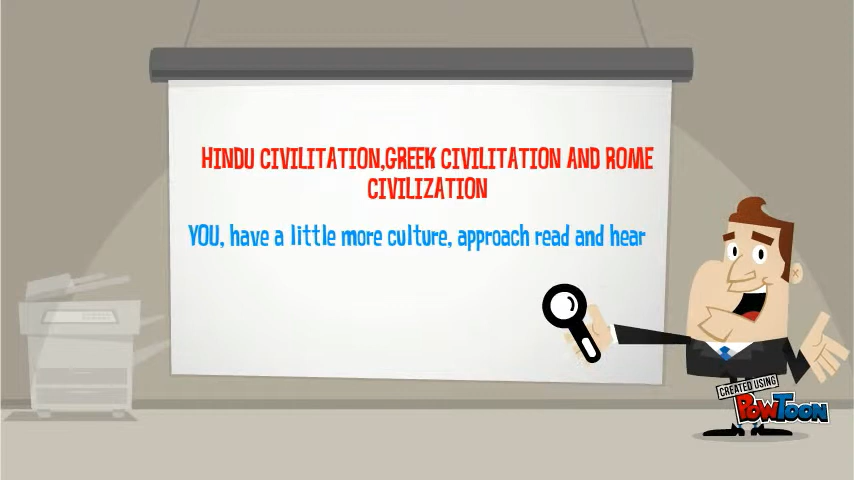 HINDU CIVILITATION,GREEK CIVILITATION AND ROME
CIVILIZATION
YOU, have a little more culture, approach read and hear
CREATED USING
POWTOON